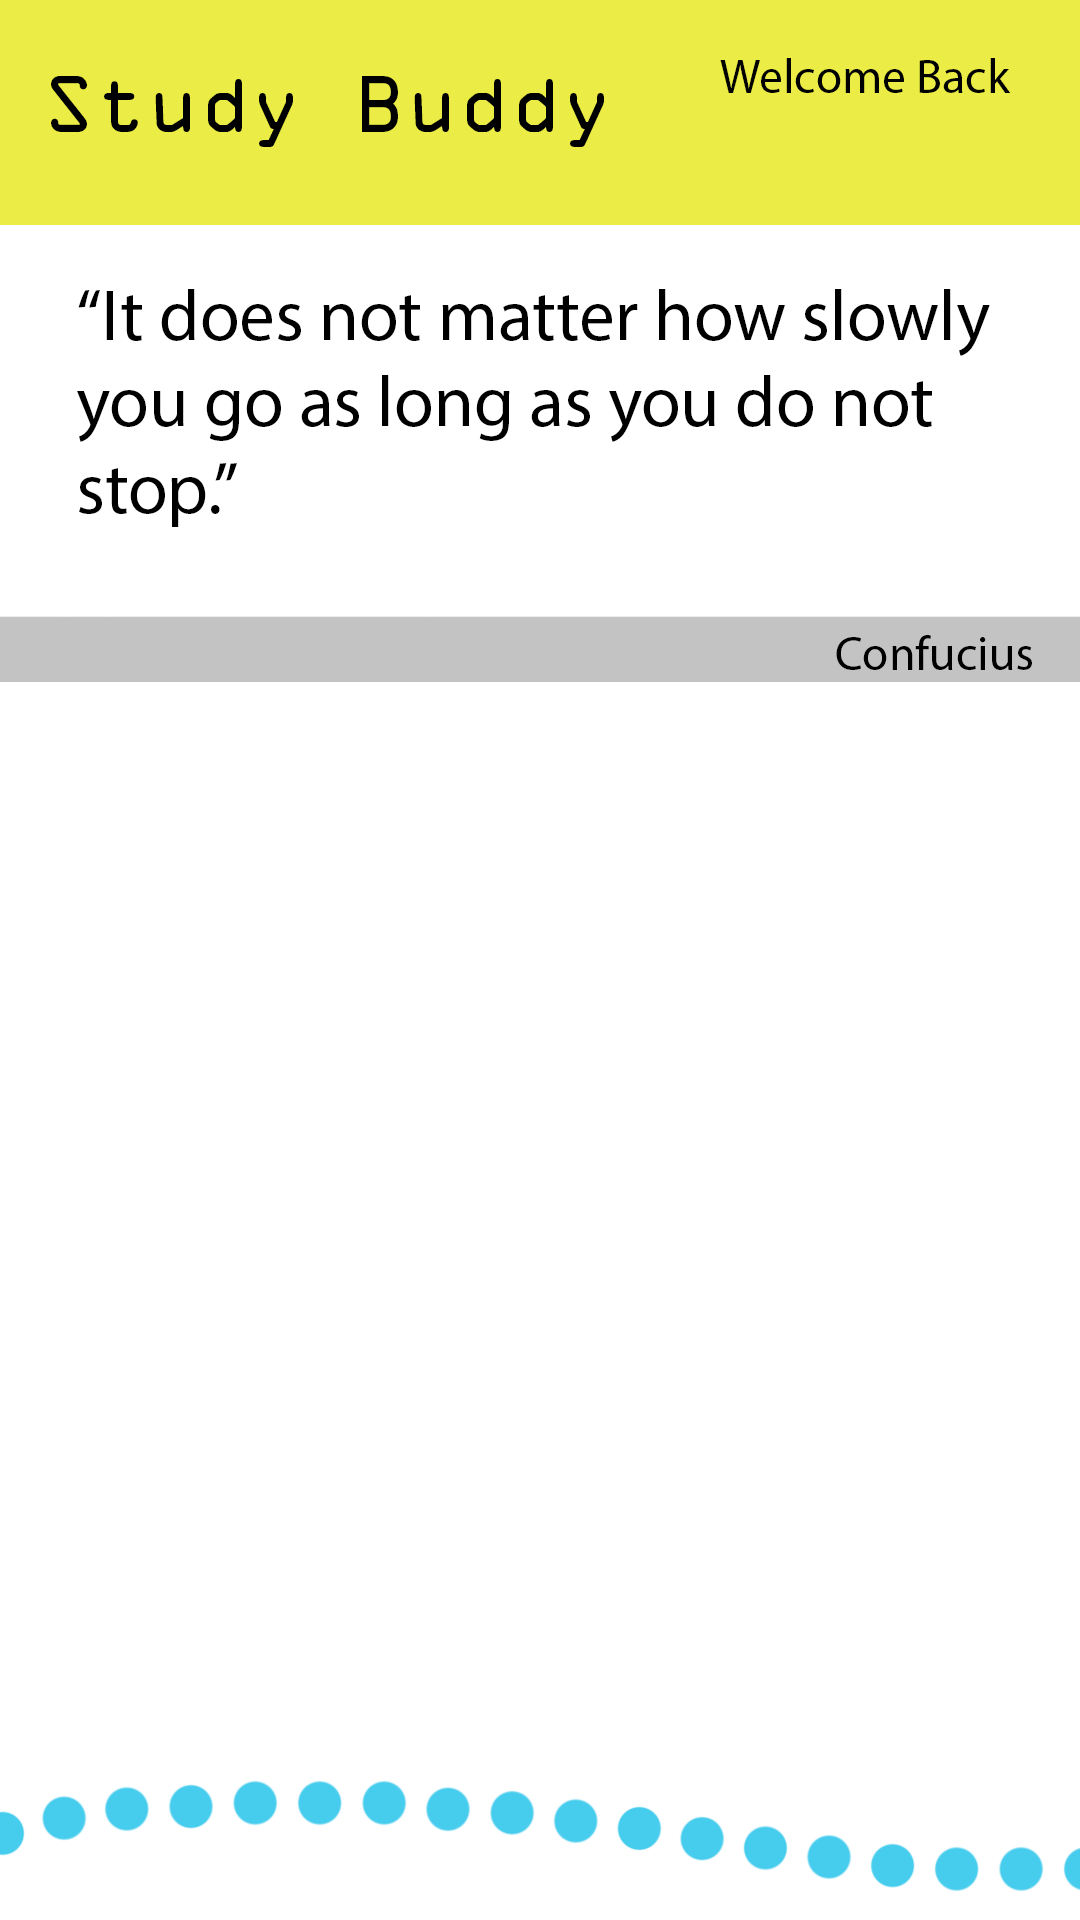 Study Buddy
Welcome Back
“It does not matter how slowly
you go as long as you do not
stop.”
Confucius